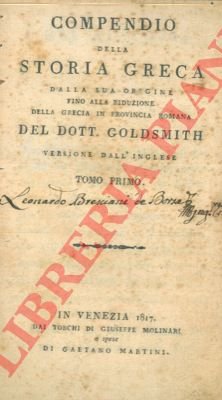 COMPENDIO
DELLA
STORIA GRECA
DALLA SUA ORIGINE
FINO ALLA RIDUZIONE
DELLA GRECIA IN PROVINCIA ROMANA
DEL DOTT. GOLDSMITH
VERSIONE DALL' INGLESE
TOMO PRIMO.
Leonardo Bresciani de Borsa
IN VENEZIA 1817.
DAI TORCHI DI GIUSEPPE MOLINARI
a spese
DI GAETANO MARTINI.
LIBRERIA PIANI